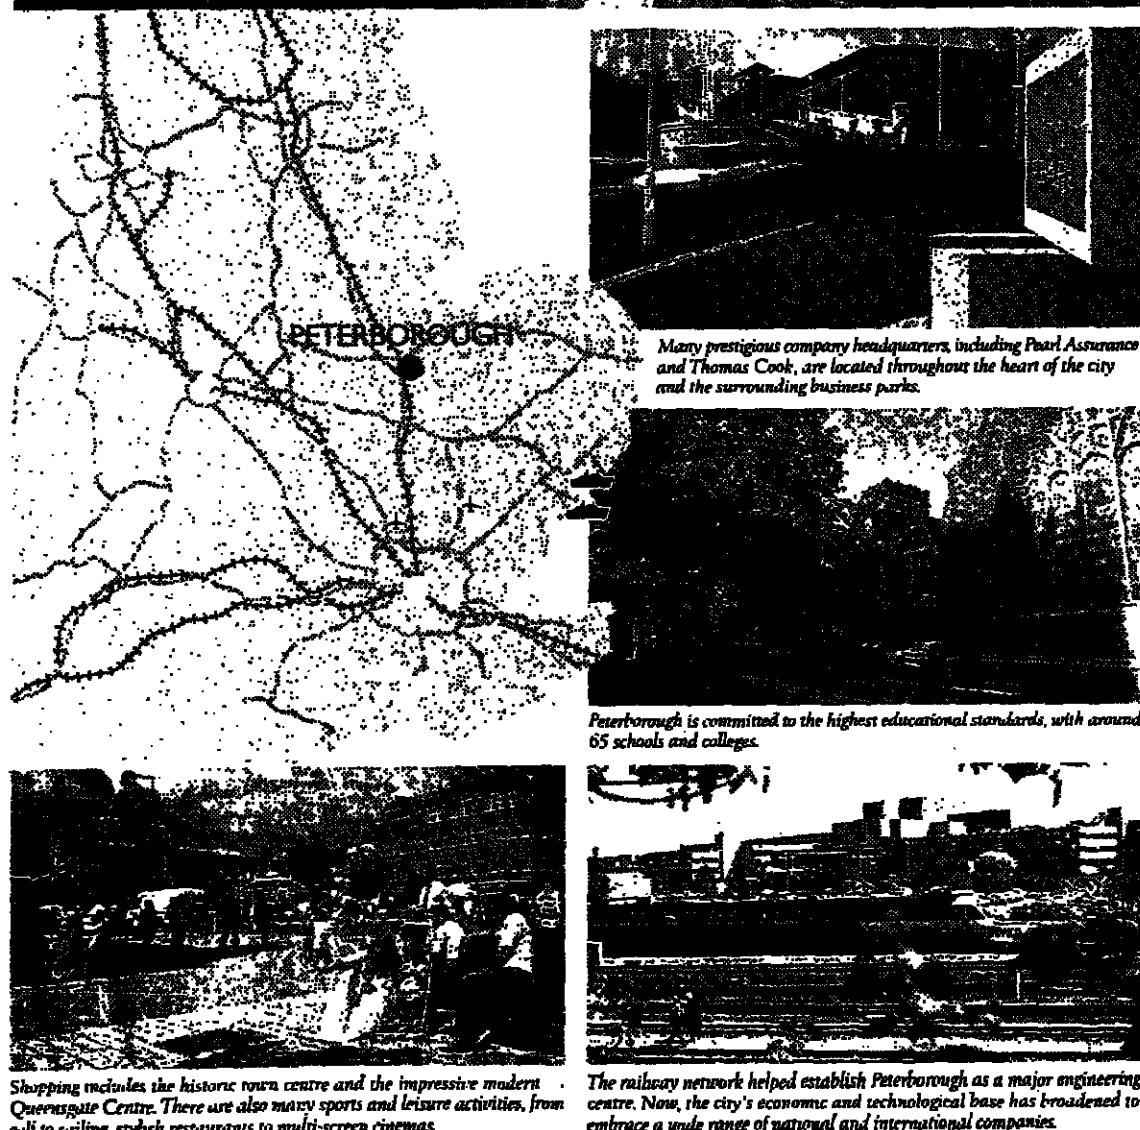 PETERBOROUGH
Many prestigious company headquarters, including Pearl Assurance
and Thomas Cook, are located throughout the heart of the city
and the surrounding business parks.
Peterborough is committed to the highest educational standards, with around
65 schools and colleges.
Shopping includes the historic town centre and the impressive modern
Queensgate Centre. There are also many sports and leisure activities, from
to sailing, stylish restaurants to multi-screen cinemas.
The railway network helped establish Peterborough as a major engineering
centre. Now, the city's economic and technological base has broadened to
embrace a wide range of national and international companies.